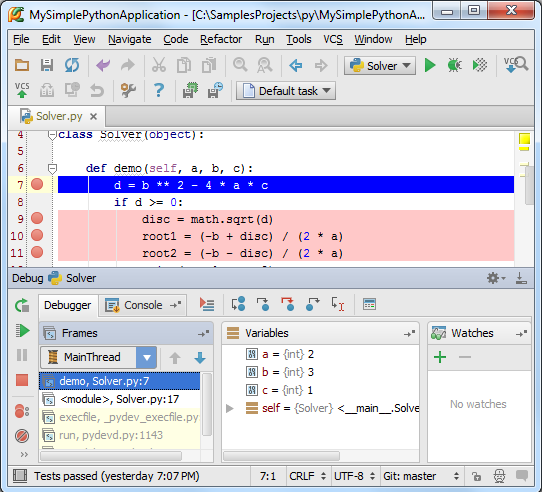 MySimplePythonApplication - [C:\SamplesProjects\py\MySimplePythonA...
File Edit View Navigate Code Refactor Run Tools VCS Window Help
Solver
VCS
VCS
Default task
Solver.py
4 class Solver(object):
5
6 def demo(self, a, b, c):
7 d = b ** 2 - 4 * a * c
8 if d >= 0:
9 disc = math.sqrt(d)
10 root1 = (-b + disc) / (2 * a)
11 root2 = (-b - disc) / (2 * a)
Debug Solver
Debugger Console
Frames
MainThread
demo, Solver.py:7
<module>, Solver.py:17
execfile, _pydev_execfile.py
run, pydevd.py:1143
Variables
a = {int} 2
b = {int} 3
c = {int} 1
self = {Solver} <__main__.Solve
Watches
No watches
Tests passed (yesterday 7:07 PM) 7:1 CRLF UTF-8 Git: master